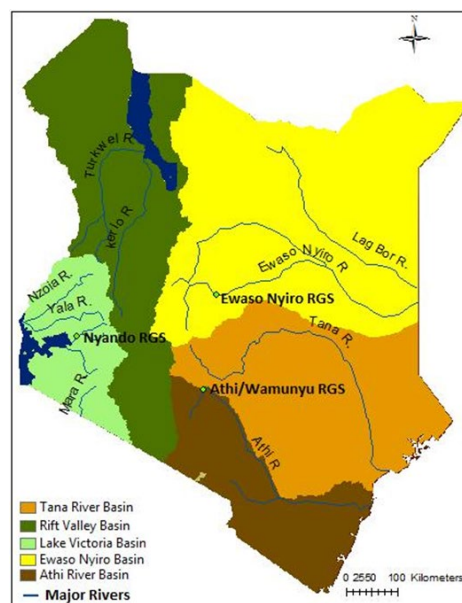 N
Turkwel R.
kerio R
Lag Bor R.
Ewaso Nyiro R
Nzoia R.
Ewaso Nyiro RGS
Yala R.
Tana R.
Nyando RGS
Mara R.
Athi/Wamunyu RGS
Athi R
Tana River Basin
Rift Valley Basin
Lake Victoria Basin
Ewaso Nyiro Basin
Athi River Basin
Major Rivers
0 2550 100 Kilometers